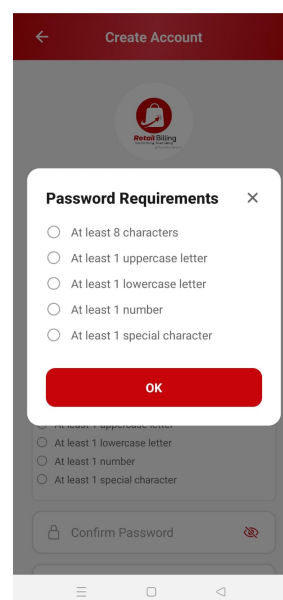 Create Account
Retail Billing
Password Requirements
At least 8 characters
At least 1 uppercase letter
At least 1 lowercase letter
At least 1 number
At least 1 special character
OK
At least 1 uppercase letter
At least 1 lowercase letter
At least 1 number
At least 1 special character
Confirm Password